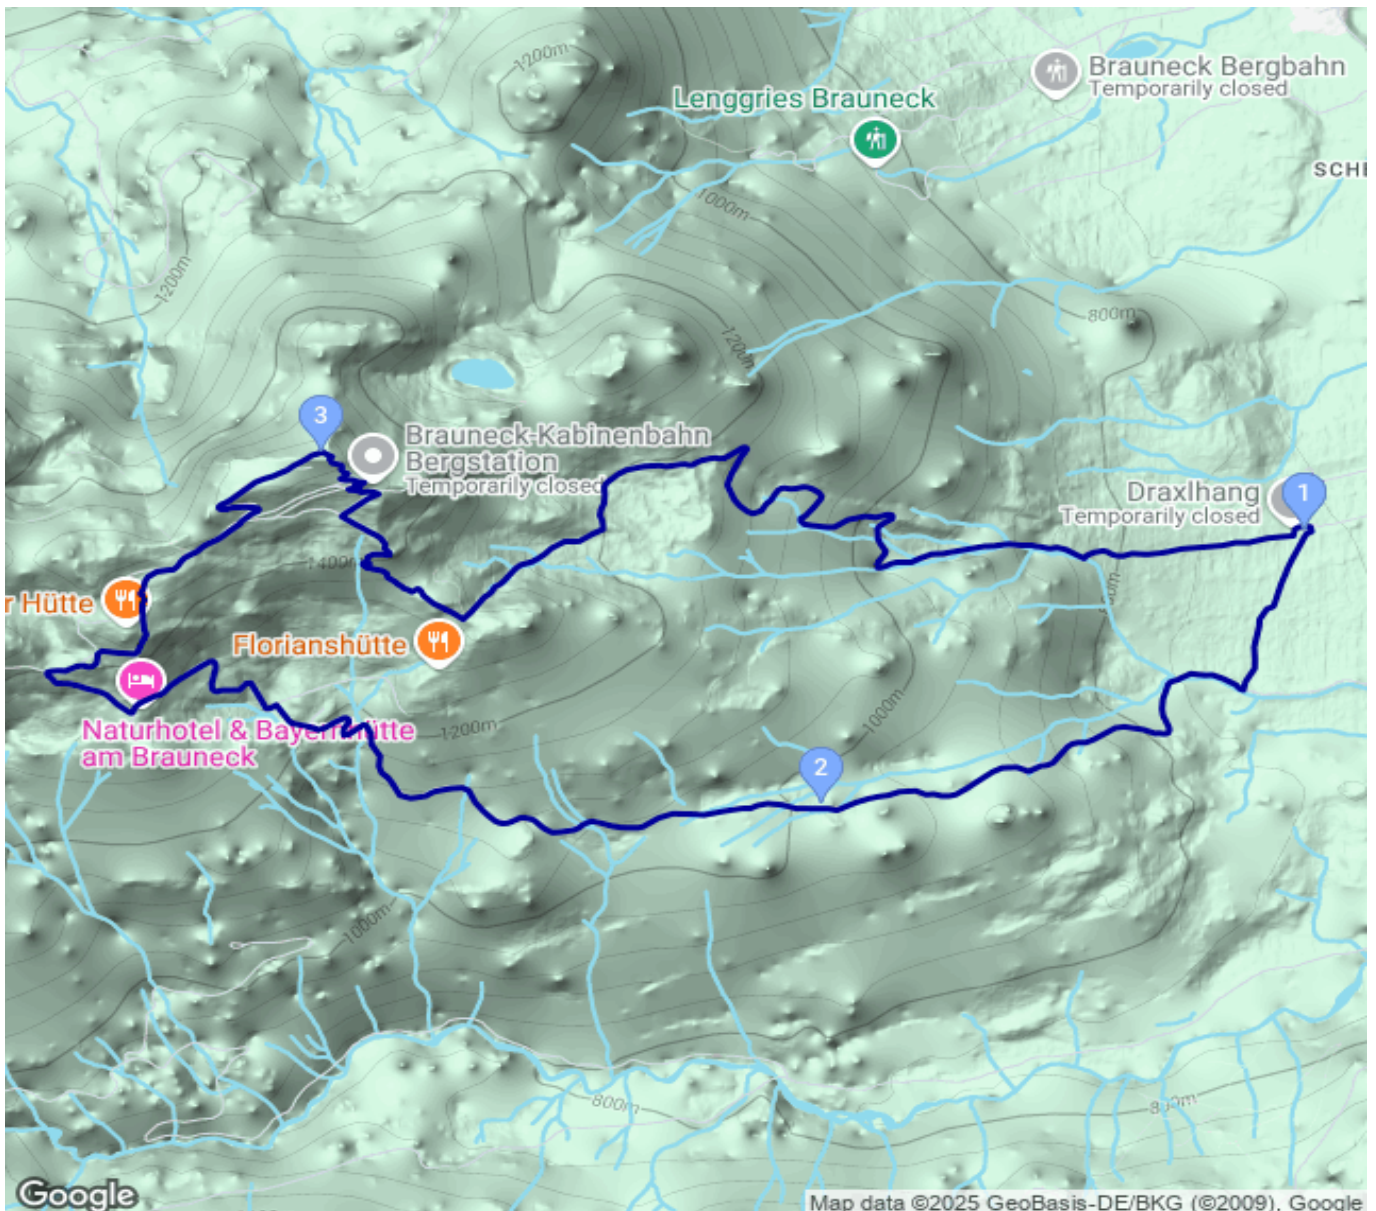 1200m
Brauneck Bergbahn
Temporarily closed
Lenggries Brauneck
SCHE
1000m
1200m
800m
1200m
3
Brauneck-Kabinenbahn
Bergstation
Temporarily closed
Draxlhang
Temporarily closed
1
1400m
r Hütte
Florianshütte
1000m
1200m
Naturhotel & Bayernhütte
am Brauneck
2
1000m
800m
Google
Map data ©2025 GeoBasis-DE/BKG (©2009), Google